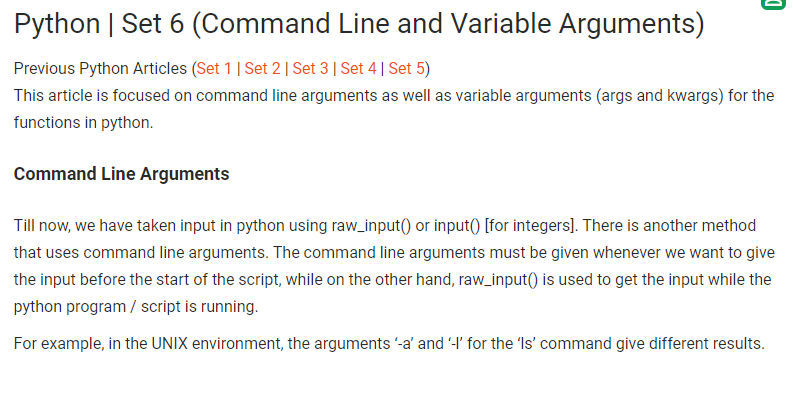 Python | Set 6 (Command Line and Variable Arguments)
Previous Python Articles (Set 1 | Set 2 | Set 3 | Set 4 | Set 5)
This article is focused on command line arguments as well as variable arguments (args and kwargs) for the
functions in python.
Command Line Arguments
Till now, we have taken input in python using raw_input() or input() [for integers]. There is another method
that uses command line arguments. The command line arguments must be given whenever we want to give
the input before the start of the script, while on the other hand, raw_input() is used to get the input while the
python program / script is running.
For example, in the UNIX environment, the arguments ‘-a’ and ‘-l’ for the ‘ls’ command give different results.